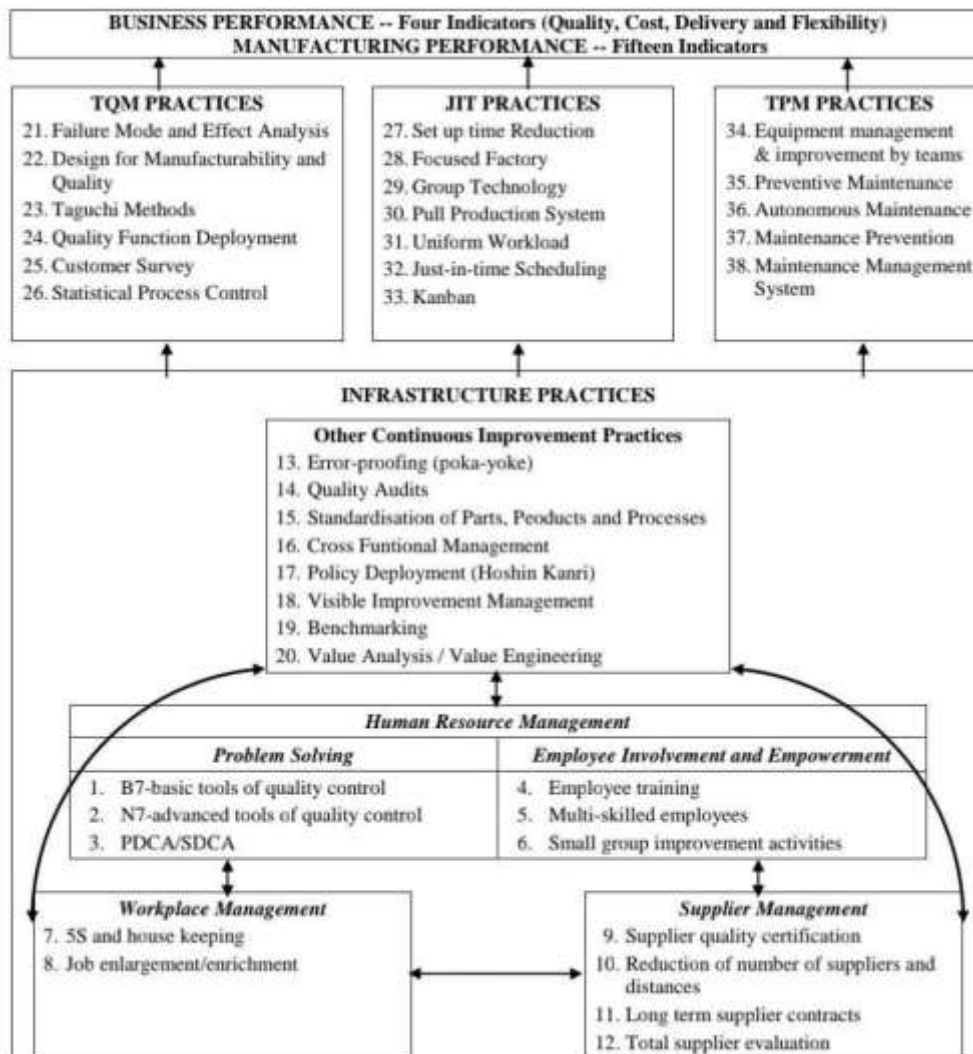 BUSINESS PERFORMANCE -- Four Indicators (Quality, Cost, Delivery and Flexibility)
MANUFACTURING PERFORMANCE -- Fifteen Indicators
TQM PRACTICES
21. Failure Mode and Effect Analysis
22. Design for Manufacturability and
Quality
23. Taguchi Methods
24. Quality Function Deployment
25. Customer Survey
26. Statistical Process Control
JIT PRACTICES
27. Set up time Reduction
28. Focused Factory
29. Group Technology
30. Pull Production System
31. Uniform Workload
32. Just-in-time Scheduling
33. Kanban
TPM PRACTICES
34. Equipment management
& improvement by teams
35. Preventive Maintenance
36. Autonomous Maintenance
37. Maintenance Prevention
38. Maintenance Management
System
INFRASTRUCTURE PRACTICES
Other Continuous Improvement Practices
13. Error-proofing (poka-yoke)
14. Quality Audits
15. Standardisation of Parts, Peoducts and Processes
16. Cross Funtional Management
17. Policy Deployment (Hoshin Kanri)
18. Visible Improvement Management
19. Benchmarking
20. Value Analysis / Value Engineering
Human Resource Management
Problem Solving
1. B7-basic tools of quality control
2. N7-advanced tools of quality control
3. PDCA/SDCA
Employee Involvement and Empowerment
4. Employee training
5. Multi-skilled employees
6. Small group improvement activities
Workplace Management
7. 5S and house keeping
8. Job enlargement/enrichment
Supplier Management
9. Supplier quality certification
10. Reduction of number of suppliers and
distances
11. Long term supplier contracts
12. Total supplier evaluation